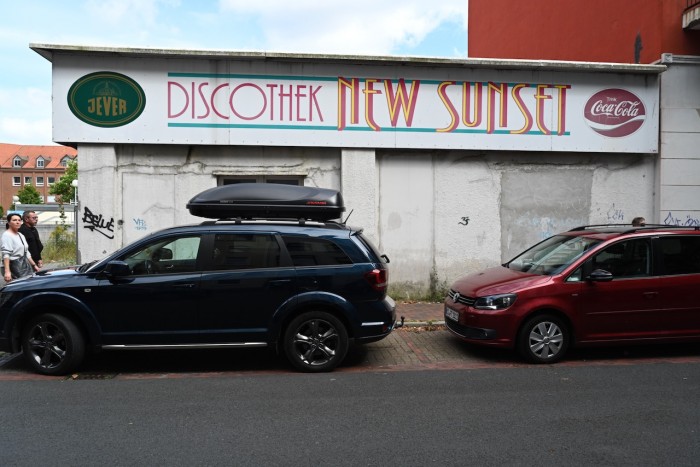 JEVER
DISCOTHEK NEW SUNSET
Coca-Cola